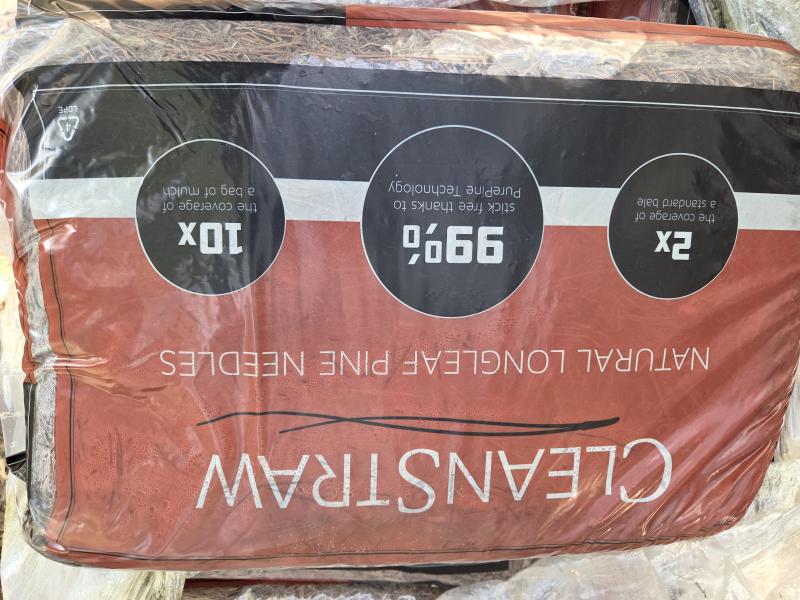 CLEANSTRAW
NATURAL LONGLEAF PINE NEEDLES
2x
the coverage of
a standard bale
99%
stick free thanks to
PurePine Technology
10x
the coverage of
a bag of mulch
4
LDPE